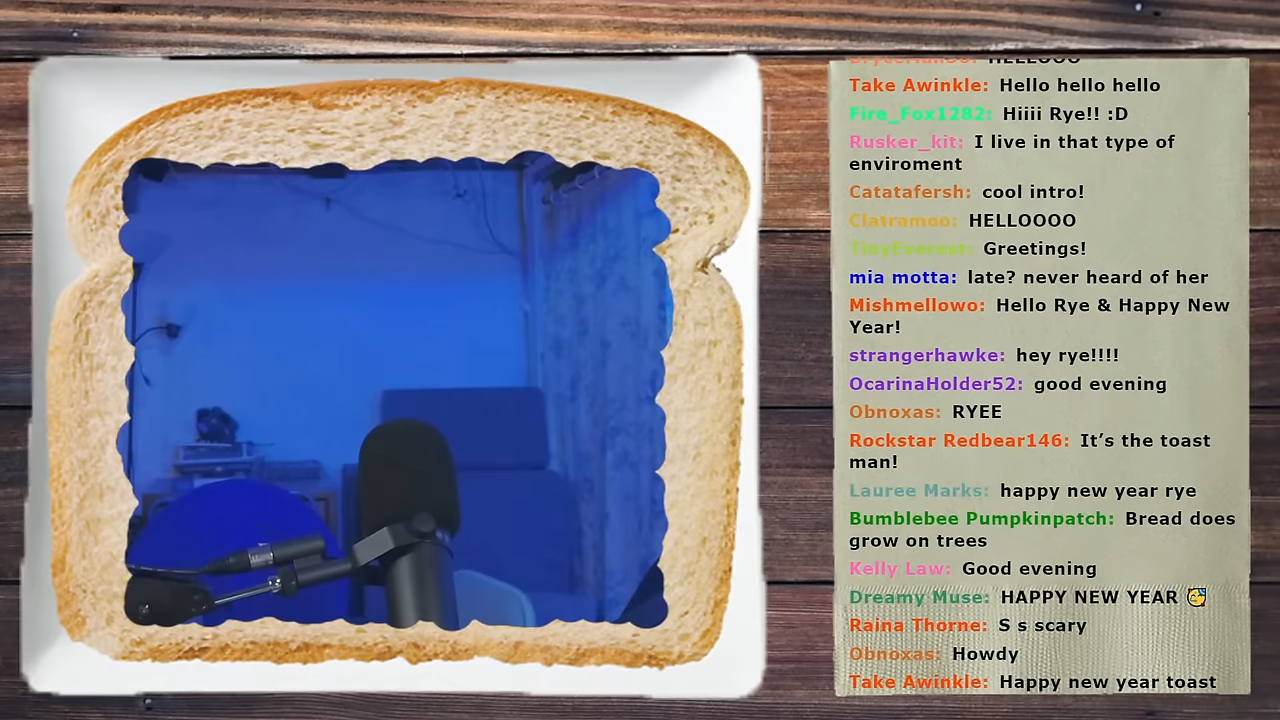 HELLOOO
Take Awinkle: Hello hello hello
Fire_Fox1282: Hiiii Rye!! :D
Rusker_kit: I live in that type of
enviroment
Catatafersh: cool intro!
Clatramoo: HELLOOOO
TinyEverest: Greetings!
mia motta: late? never heard of her
Mishmellowo: Hello Rye & Happy New
Year!
strangerhawke: hey rye!!!!
OcarinaHolder52: good evening
Obnoxas: RYEE
Rockstar Redbear146: It’s the toast
man!
Lauree Marks: happy new year rye
Bumblebee Pumpkinpatch: Bread does
grow on trees
Kelly Law: Good evening
Dreamy Muse: HAPPY NEW YEAR 🥳
Raina Thorne: S s scary
Obnoxas: Howdy
Take Awinkle: Happy new year toast